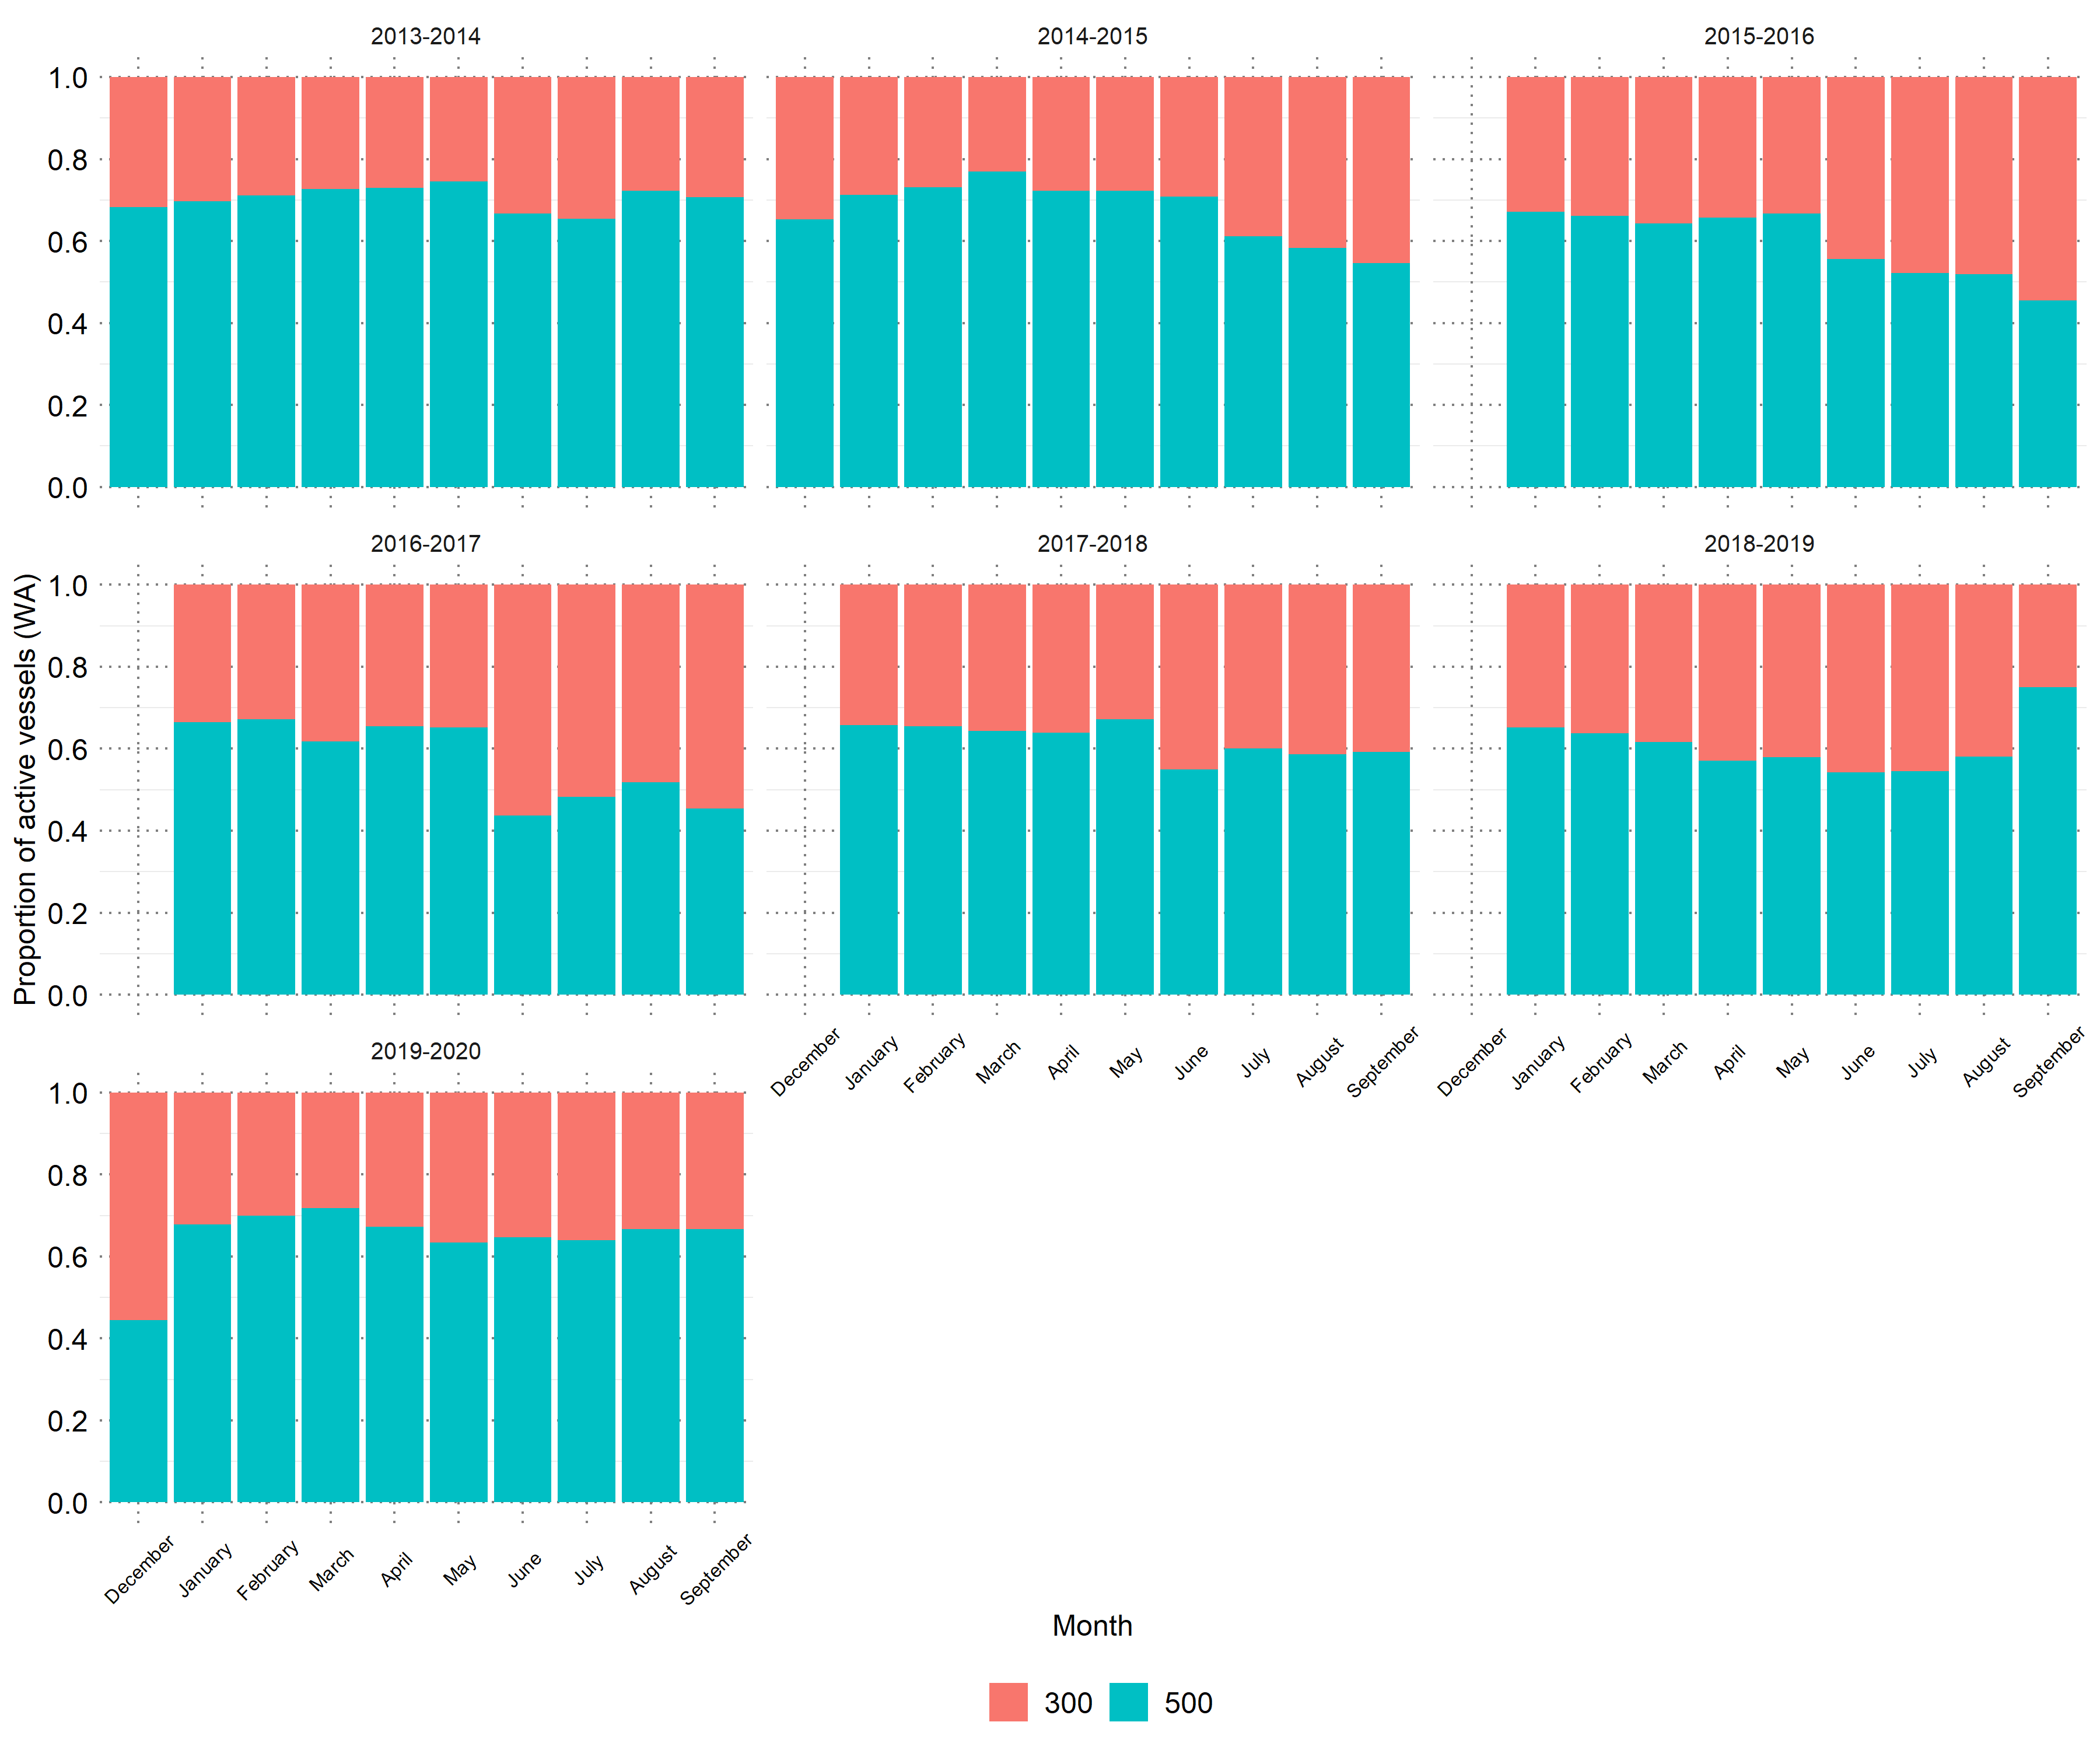 2013-2014 2014-2015 2015-2016
1.0
0.8
0.6
0.4
0.2
0.0
2016-2017 2017-2018 2018-2019
Proportion of active vessels (WA)
1.0
0.8
0.6
0.4
0.2
0.0
December January February March April May June July August September
December January February March April May June July August September
2019-2020
1.0
0.8
0.6
0.4
0.2
0.0
December January February March April May June July August September
Month
300 500